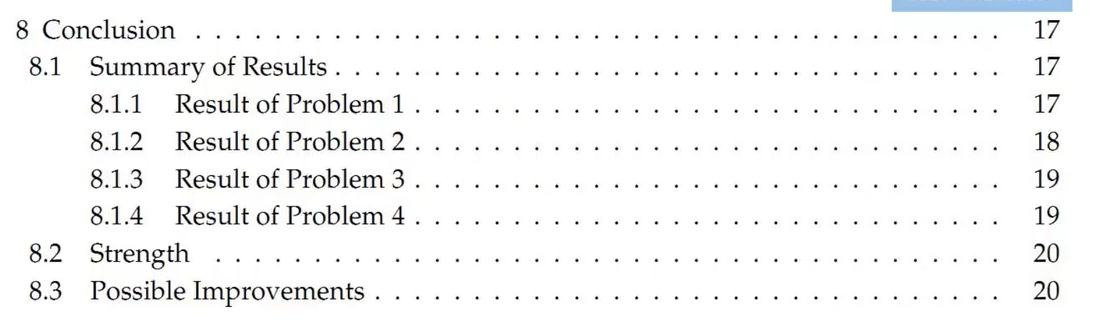 8 Conclusion . . . . . . . . . . . . . . . . . . . . . . . . . . . . . . . . . . . . . . . . . 17
8.1 Summary of Results . . . . . . . . . . . . . . . . . . . . . . . . . . . . . . . . . . 17
8.1.1 Result of Problem 1 . . . . . . . . . . . . . . . . . . . . . . . . . . . . . . 17
8.1.2 Result of Problem 2 . . . . . . . . . . . . . . . . . . . . . . . . . . . . . . 18
8.1.3 Result of Problem 3 . . . . . . . . . . . . . . . . . . . . . . . . . . . . . . 19
8.1.4 Result of Problem 4 . . . . . . . . . . . . . . . . . . . . . . . . . . . . . . 19
8.2 Strength . . . . . . . . . . . . . . . . . . . . . . . . . . . . . . . . . . . . . . . . 20
8.3 Possible Improvements . . . . . . . . . . . . . . . . . . . . . . . . . . . . . . . . 20